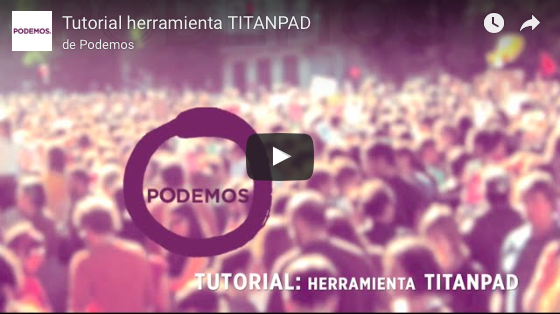 PODEMOS.
Tutorial herramienta TITANPAD
de Podemos
PODEMOS
TUTORIAL: HERRAMIENTA TITANPAD